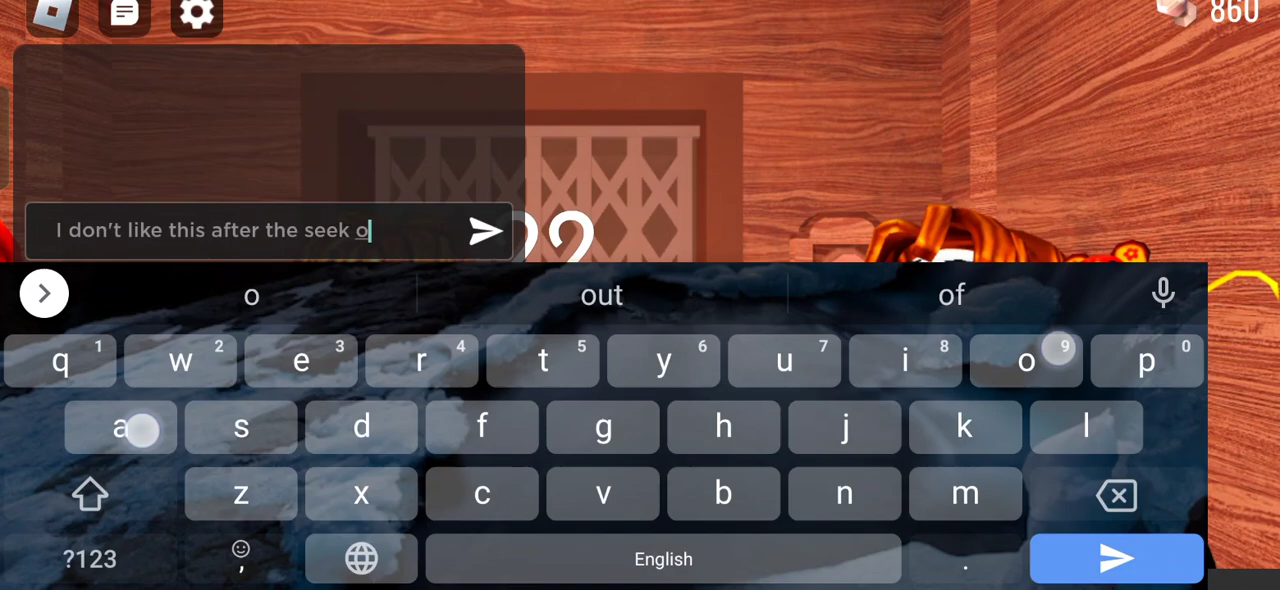 860
I don't like this after the seek o
22
o out of
q 1 w 2 e 3 r 4 t 5 y 6 u 7 i 8 o 9 p 0
a s d f g h j k l
z x c v b n m
?123 , English .